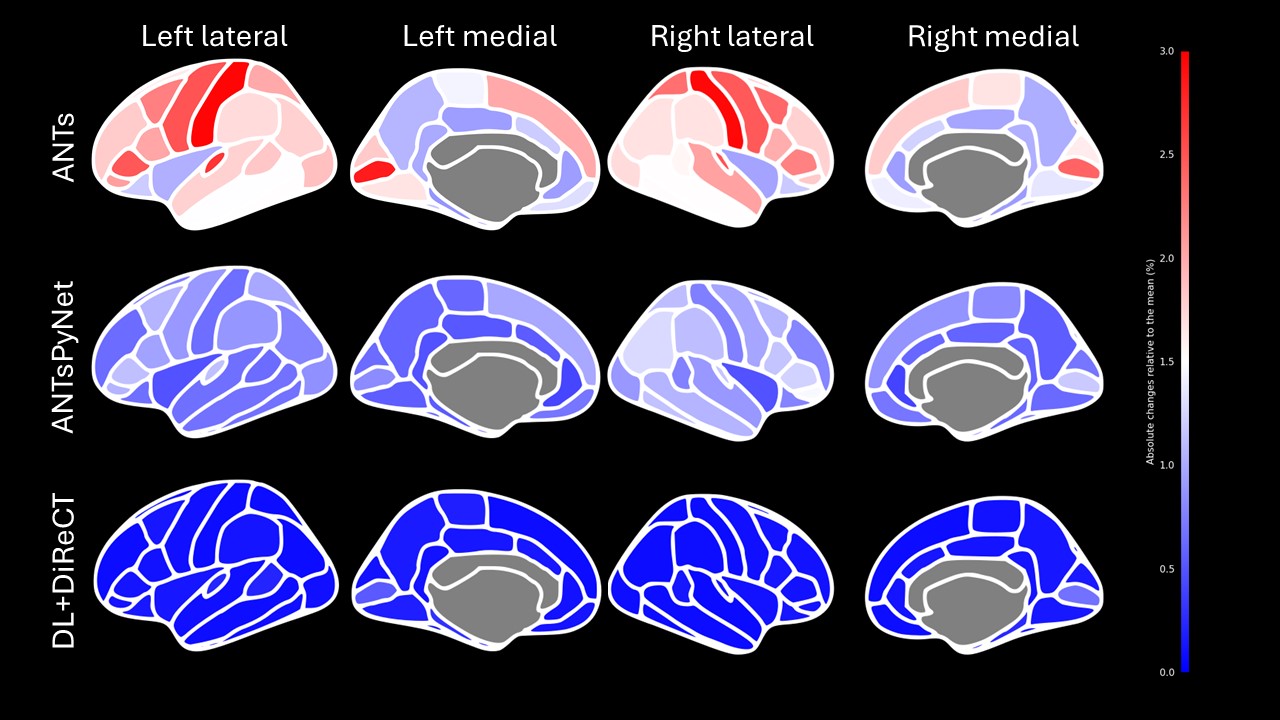 Left lateral
Left medial
Right lateral
Right medial
ANTs
ANTsPyNet
DL+DiReCT
3.0
2.5
2.0
1.5
1.0
0.5
0.0
Absolute changes relative to the mean (%)